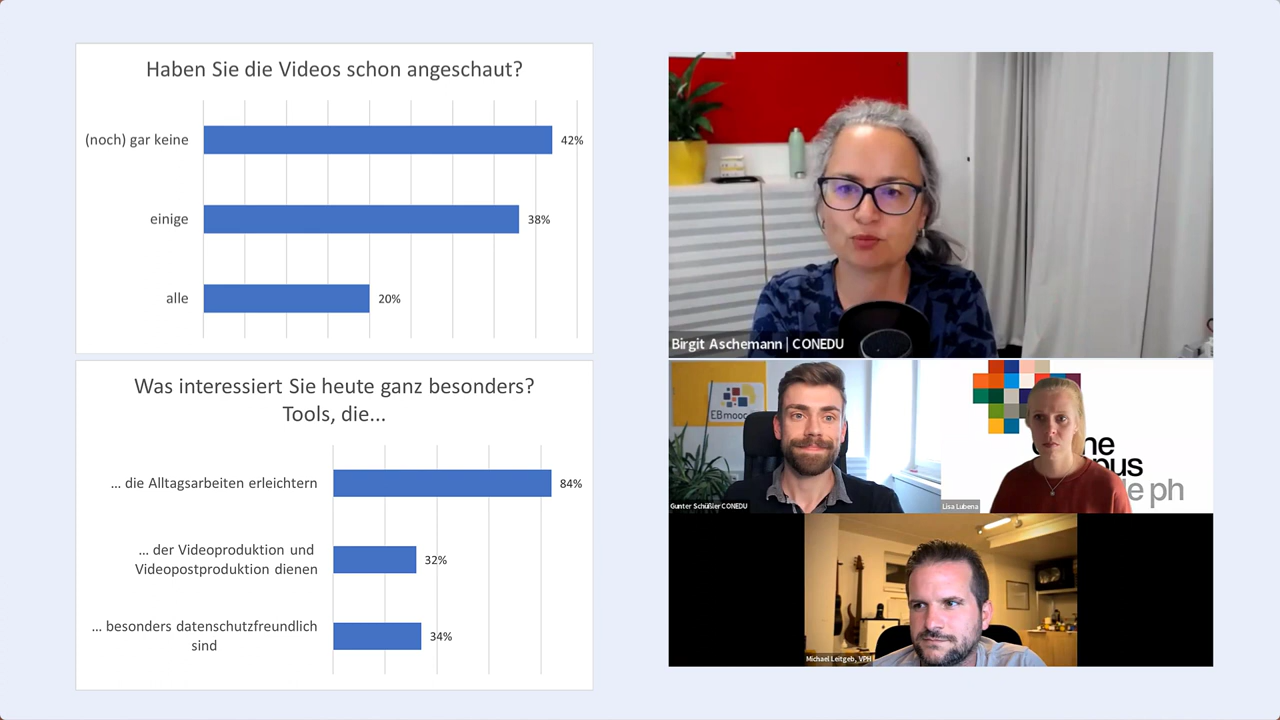 Haben Sie die Videos schon angeschaut?
(noch) gar keine
42%
einige
38%
alle
20%
Was interessiert Sie heute ganz besonders?
Tools, die...
... die Alltagsarbeiten erleichtern
84%
... der Videoproduktion und
Videopostproduktion dienen
32%
... besonders datenschutzfreundlich
sind
34%
Birgit Aschemann | CONEDU
EBmooc
Gunter Schüßler CONEDU
Lisa Lubena
ph
Michael Leitgeb, VPH